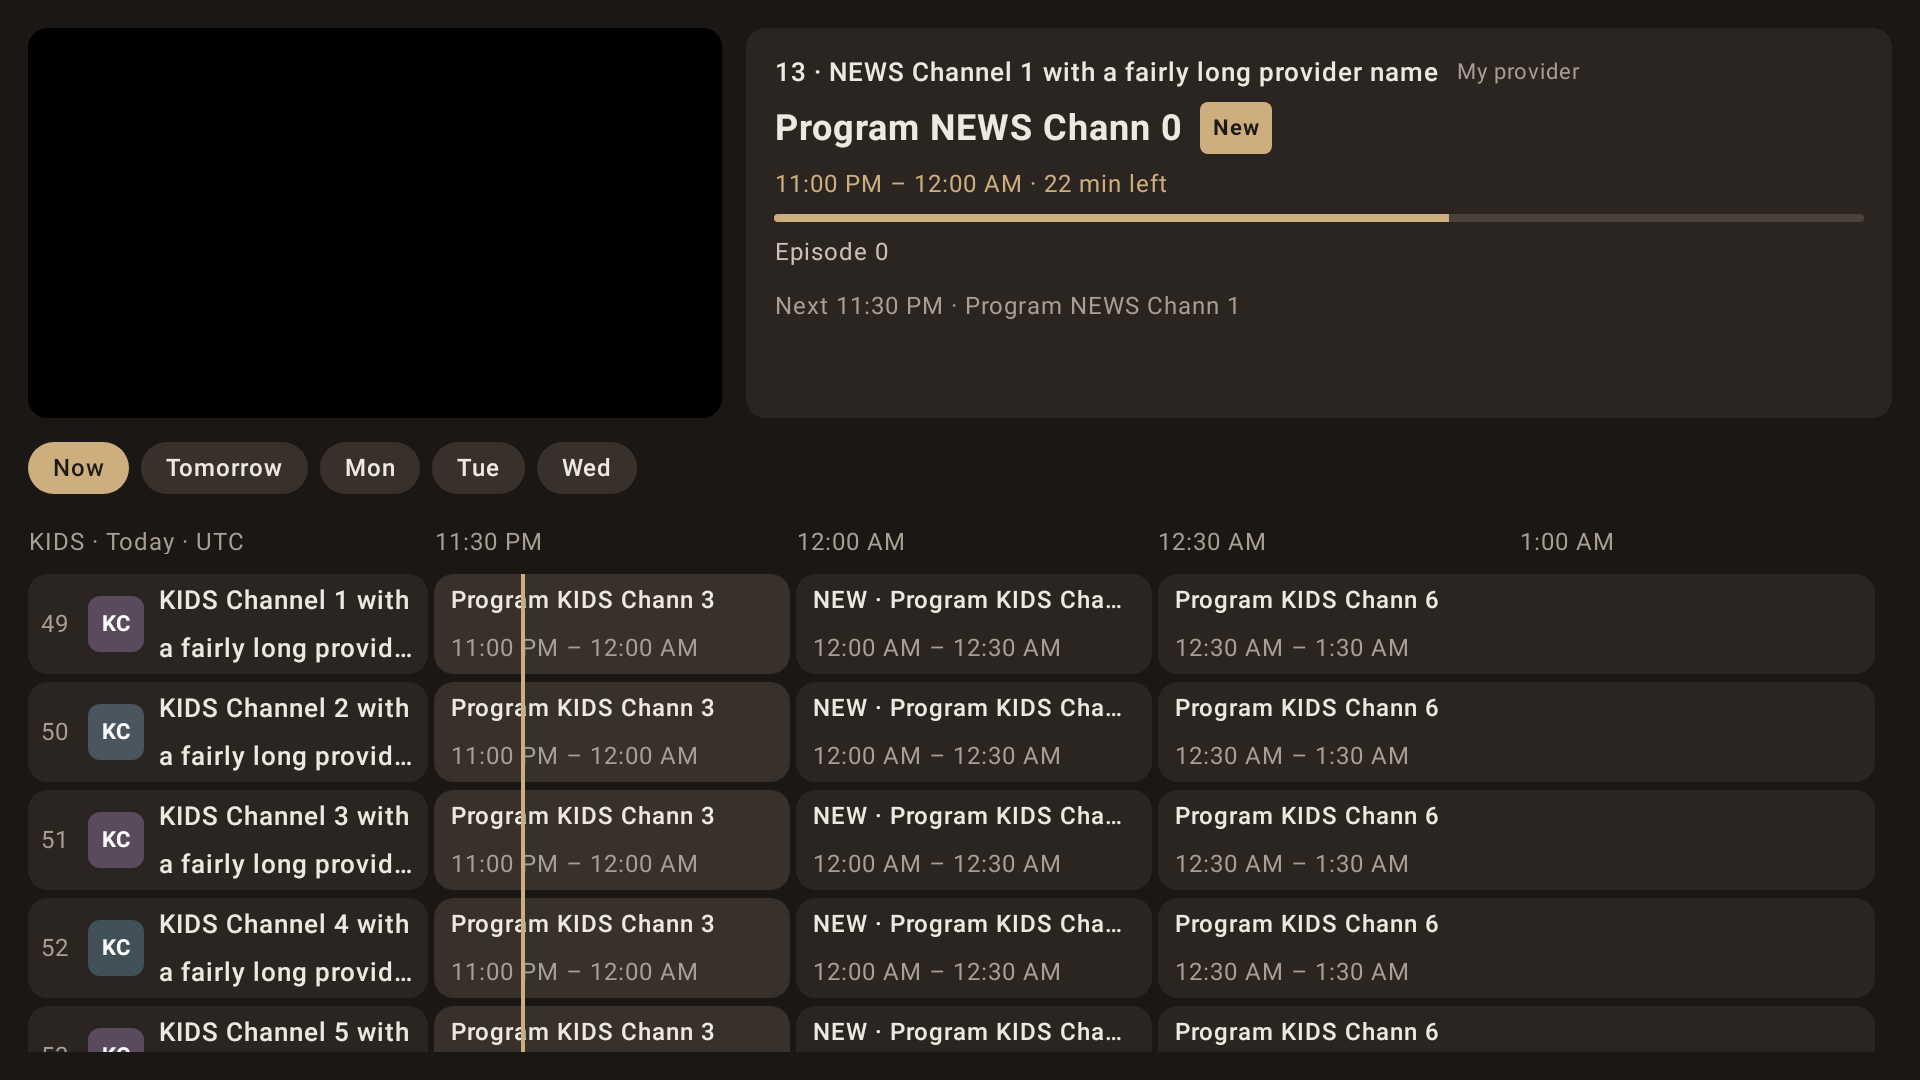 13 · NEWS Channel 1 with a fairly long provider name My provider
Program NEWS Chann 0 New
11:00 PM – 12:00 AM · 22 min left
Episode 0
Next 11:30 PM · Program NEWS Chann 1
Now Tomorrow Mon Tue Wed
KIDS · Today · UTC 11:30 PM 12:00 AM 12:30 AM 1:00 AM
49 KC KIDS Channel 1 with
a fairly long provid…
Program KIDS Chann 3
11:00 PM – 12:00 AM
NEW · Program KIDS Cha…
12:00 AM – 12:30 AM
Program KIDS Chann 6
12:30 AM – 1:30 AM
50 KC KIDS Channel 2 with
a fairly long provid…
Program KIDS Chann 3
11:00 PM – 12:00 AM
NEW · Program KIDS Cha…
12:00 AM – 12:30 AM
Program KIDS Chann 6
12:30 AM – 1:30 AM
51 KC KIDS Channel 3 with
a fairly long provid…
Program KIDS Chann 3
11:00 PM – 12:00 AM
NEW · Program KIDS Cha…
12:00 AM – 12:30 AM
Program KIDS Chann 6
12:30 AM – 1:30 AM
52 KC KIDS Channel 4 with
a fairly long provid…
Program KIDS Chann 3
11:00 PM – 12:00 AM
NEW · Program KIDS Cha…
12:00 AM – 12:30 AM
Program KIDS Chann 6
12:30 AM – 1:30 AM
KIDS Channel 5 with
Program KIDS Chann 3
NEW · Program KIDS Cha…
Program KIDS Chann 6